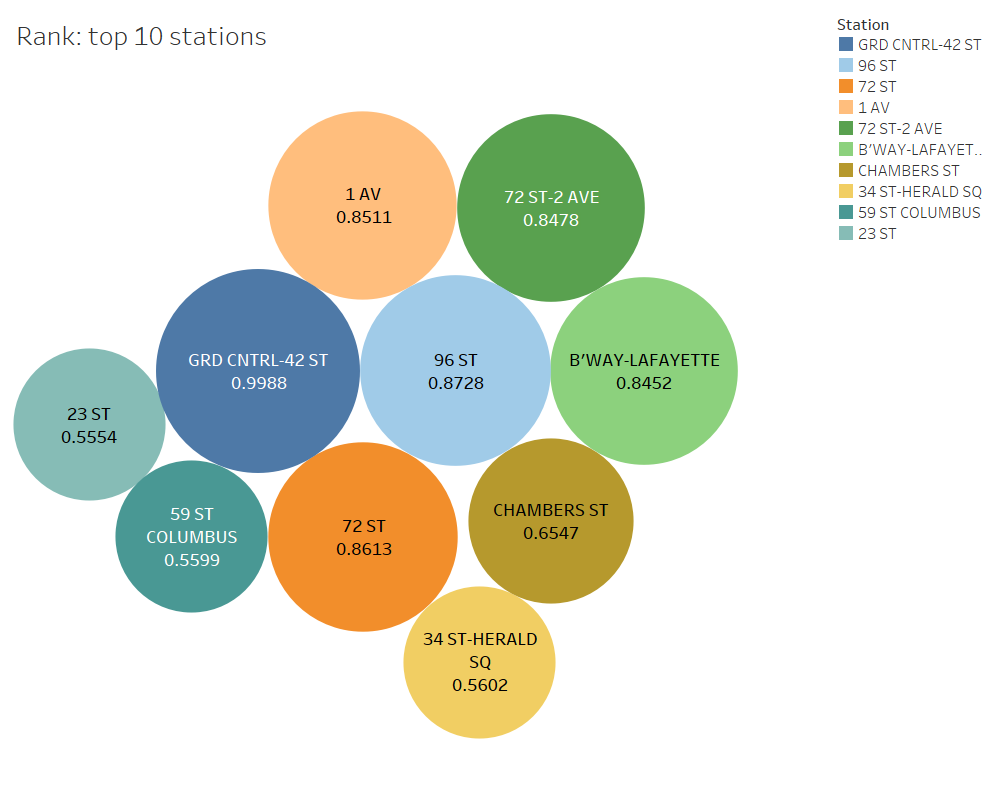 Rank: top 10 stations
Station
GRD CNTRL-42 ST
96 ST
72 ST
1 AV
72 ST-2 AVE
B’WAY-LAFAYET..
CHAMBERS ST
34 ST-HERALD SQ
59 ST COLUMBUS
23 ST
1 AV
0.8511
72 ST-2 AVE
0.8478
GRD CNTRL-42 ST
0.9988
96 ST
0.8728
B’WAY-LAFAYETTE
0.8452
23 ST
0.5554
59 ST
COLUMBUS
0.5599
72 ST
0.8613
CHAMBERS ST
0.6547
34 ST-HERALD
SQ
0.5602